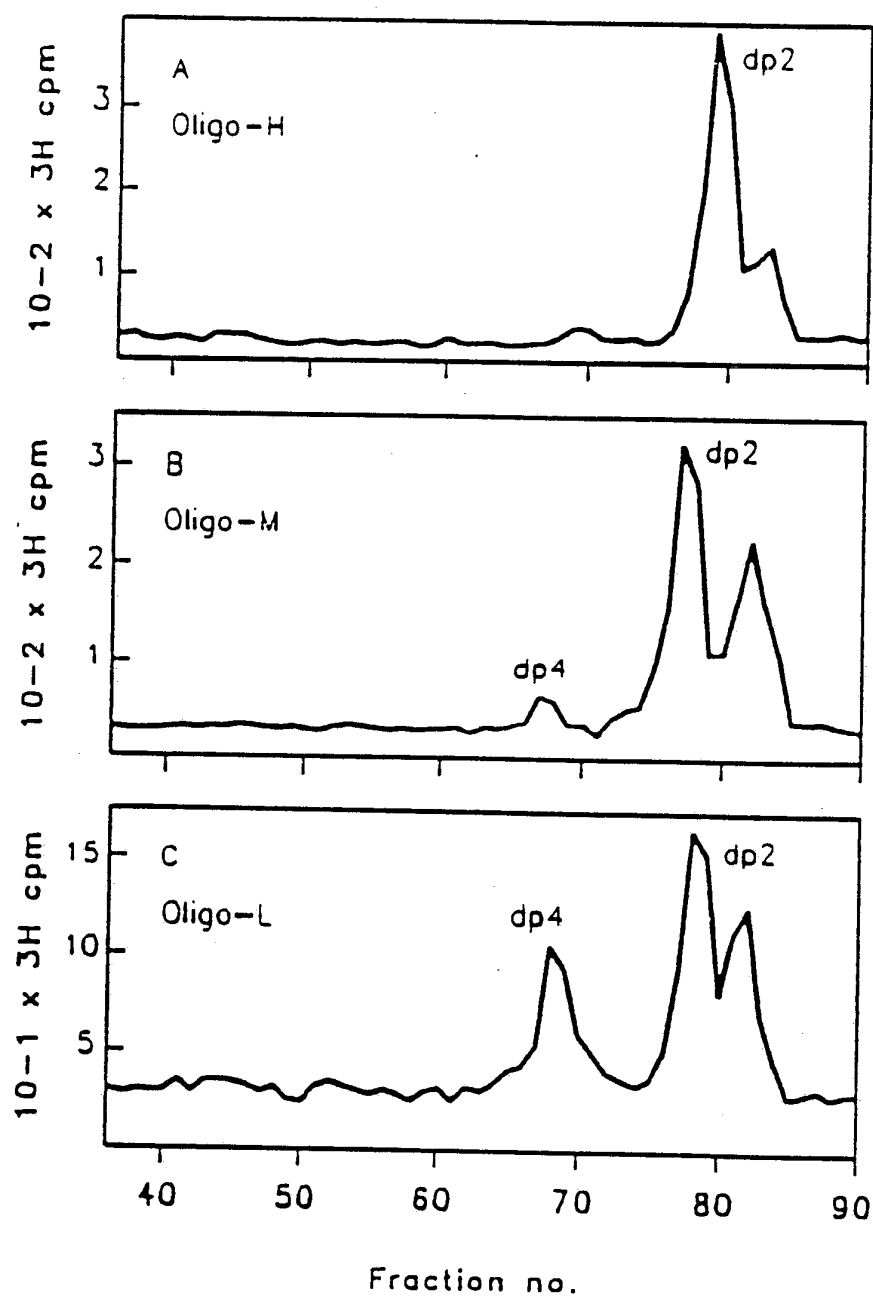 A
Oligo-H
dp2
3
2
1
10-2 x 3H cpm
B
Oligo-M
dp4
dp2
3
2
1
10-2 x 3H cpm
C
Oligo-L
dp4
dp2
15
10
5
10-1 x 3H cpm
40 50 60 70 80 90
Fraction no.